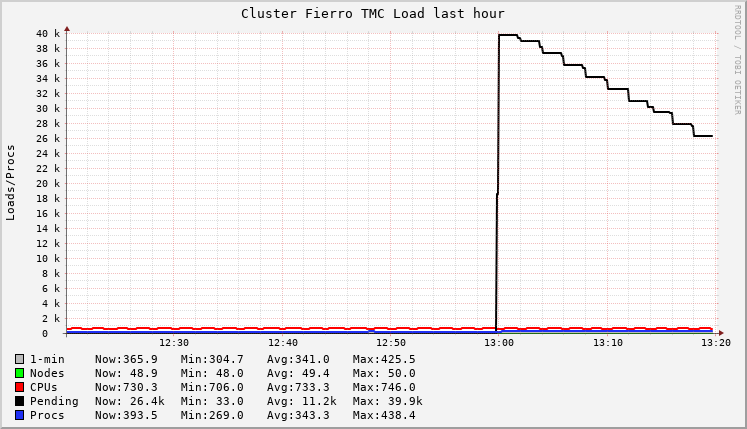 Cluster Fierro TMC Load last hour
RRDTOOL / TOBI OETIKER
Loads/Procs
40 k
38 k
36 k
34 k
32 k
30 k
28 k
26 k
24 k
22 k
20 k
18 k
16 k
14 k
12 k
10 k
8 k
6 k
4 k
2 k
0
12:30 12:40 12:50 13:00 13:10 13:20
1-min Now:365.9 Min:304.7 Avg:341.0 Max:425.5
Nodes Now: 48.9 Min: 48.0 Avg: 49.4 Max: 50.0
CPUs Now:730.3 Min:706.0 Avg:733.3 Max:746.0
Pending Now: 26.4k Min: 33.0 Avg: 11.2k Max: 39.9k
Procs Now:393.5 Min:269.0 Avg:343.3 Max:438.4